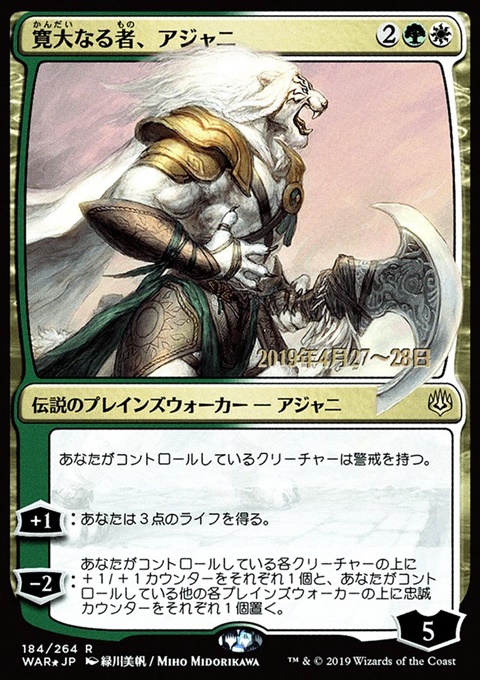 かんだい もの
寛大なる者、アジャニ 2
2019年4月27~28日
伝説のプレインズウォーカー — アジャニ
あなたがコントロールしているクリーチャーは警戒を持つ。
+1:あなたは3点のライフを得る。
-2:あなたがコントロールしている各クリーチャーの上に
+1/+1カウンターをそれぞれ1個と、あなたがコント
ロールしている他の各プレインズウォーカーの上に忠誠
カウンターをそれぞれ1個置く。
5
184/264 R
WAR★JP 緑川美帆/MIHO MIDORIKAWA
™ & © 2019 Wizards of the Coast